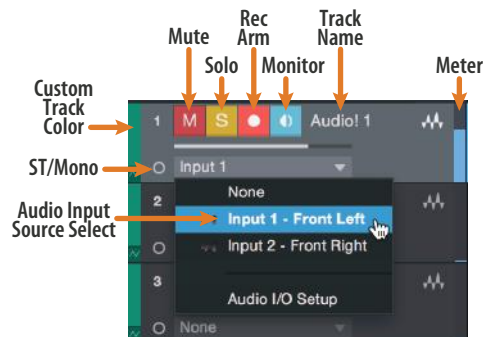 Mute
Solo
Rec
Arm
Monitor
Track
Name
Meter
Custom
Track
Color
1 M S Audio! 1
ST/Mono
Input 1
Audio Input
Source Select
2
None
Input 1 - Front Left
Input 2 - Front Right
3
Audio I/O Setup
None